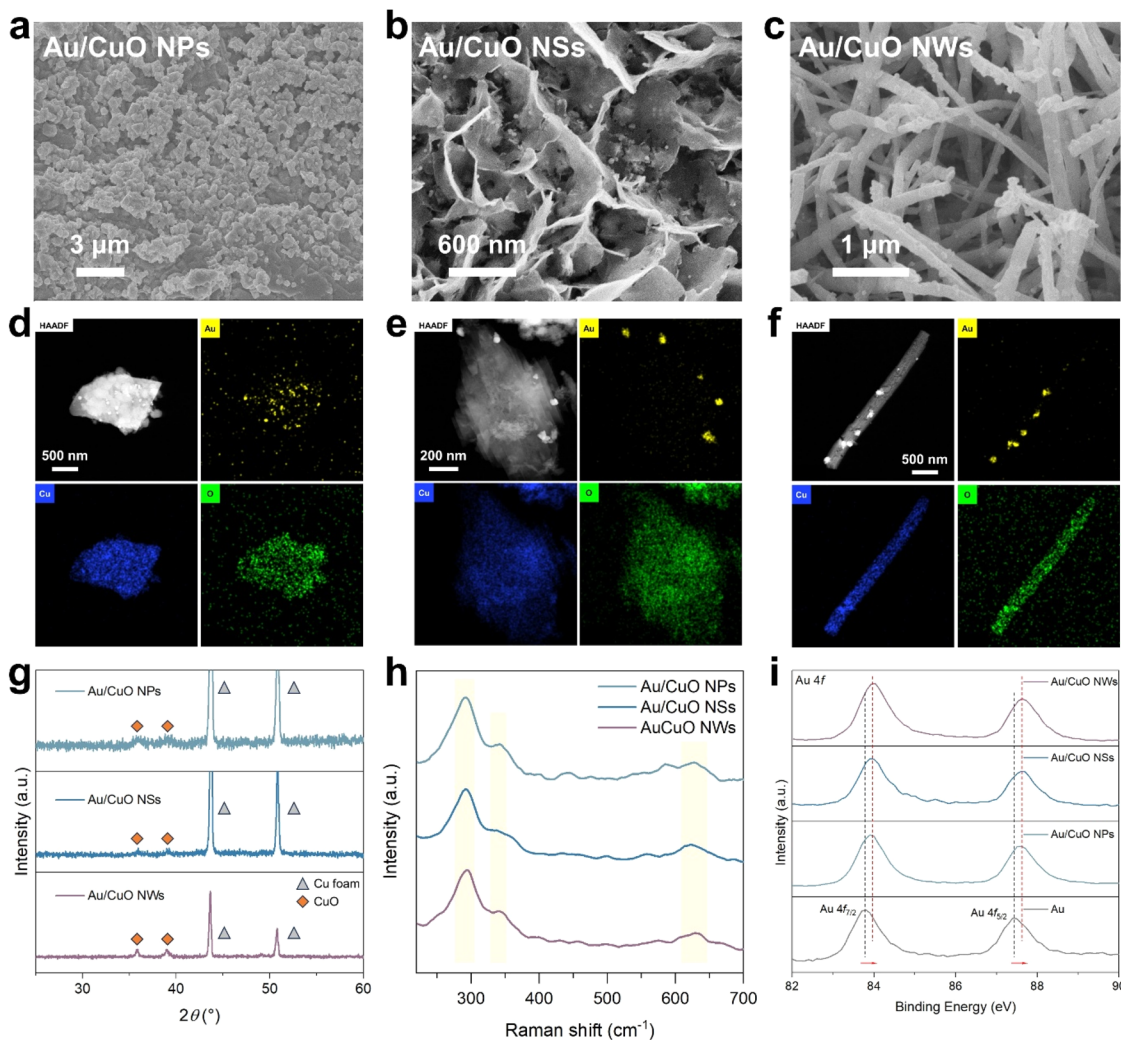 a
Au/CuO NPs
3 μm
b
Au/CuO NSs
600 nm
c
Au/CuO NWs
1 μm
d
HAADF
500 nm
Au
Cu
O
e
HAADF
200 nm
Au
Cu
O
f
HAADF
500 nm
Au
Cu
O
g
Au/CuO NPs
Au/CuO NSs
Au/CuO NWs
Cu foam
CuO
Intensity (a.u.)
30 40 50 60
2θ (°)
h
Au/CuO NPs
Au/CuO NSs
AuCuO NWs
Intensity (a.u.)
300 400 500 600 700
Raman shift (cm-1)
i
Au 4f
Au/CuO NWs
Au/CuO NSs
Au/CuO NPs
Au 4f7/2
Au 4f5/2
Au
Intensity (a.u.)
82 84 86 88 90
Binding Energy (eV)